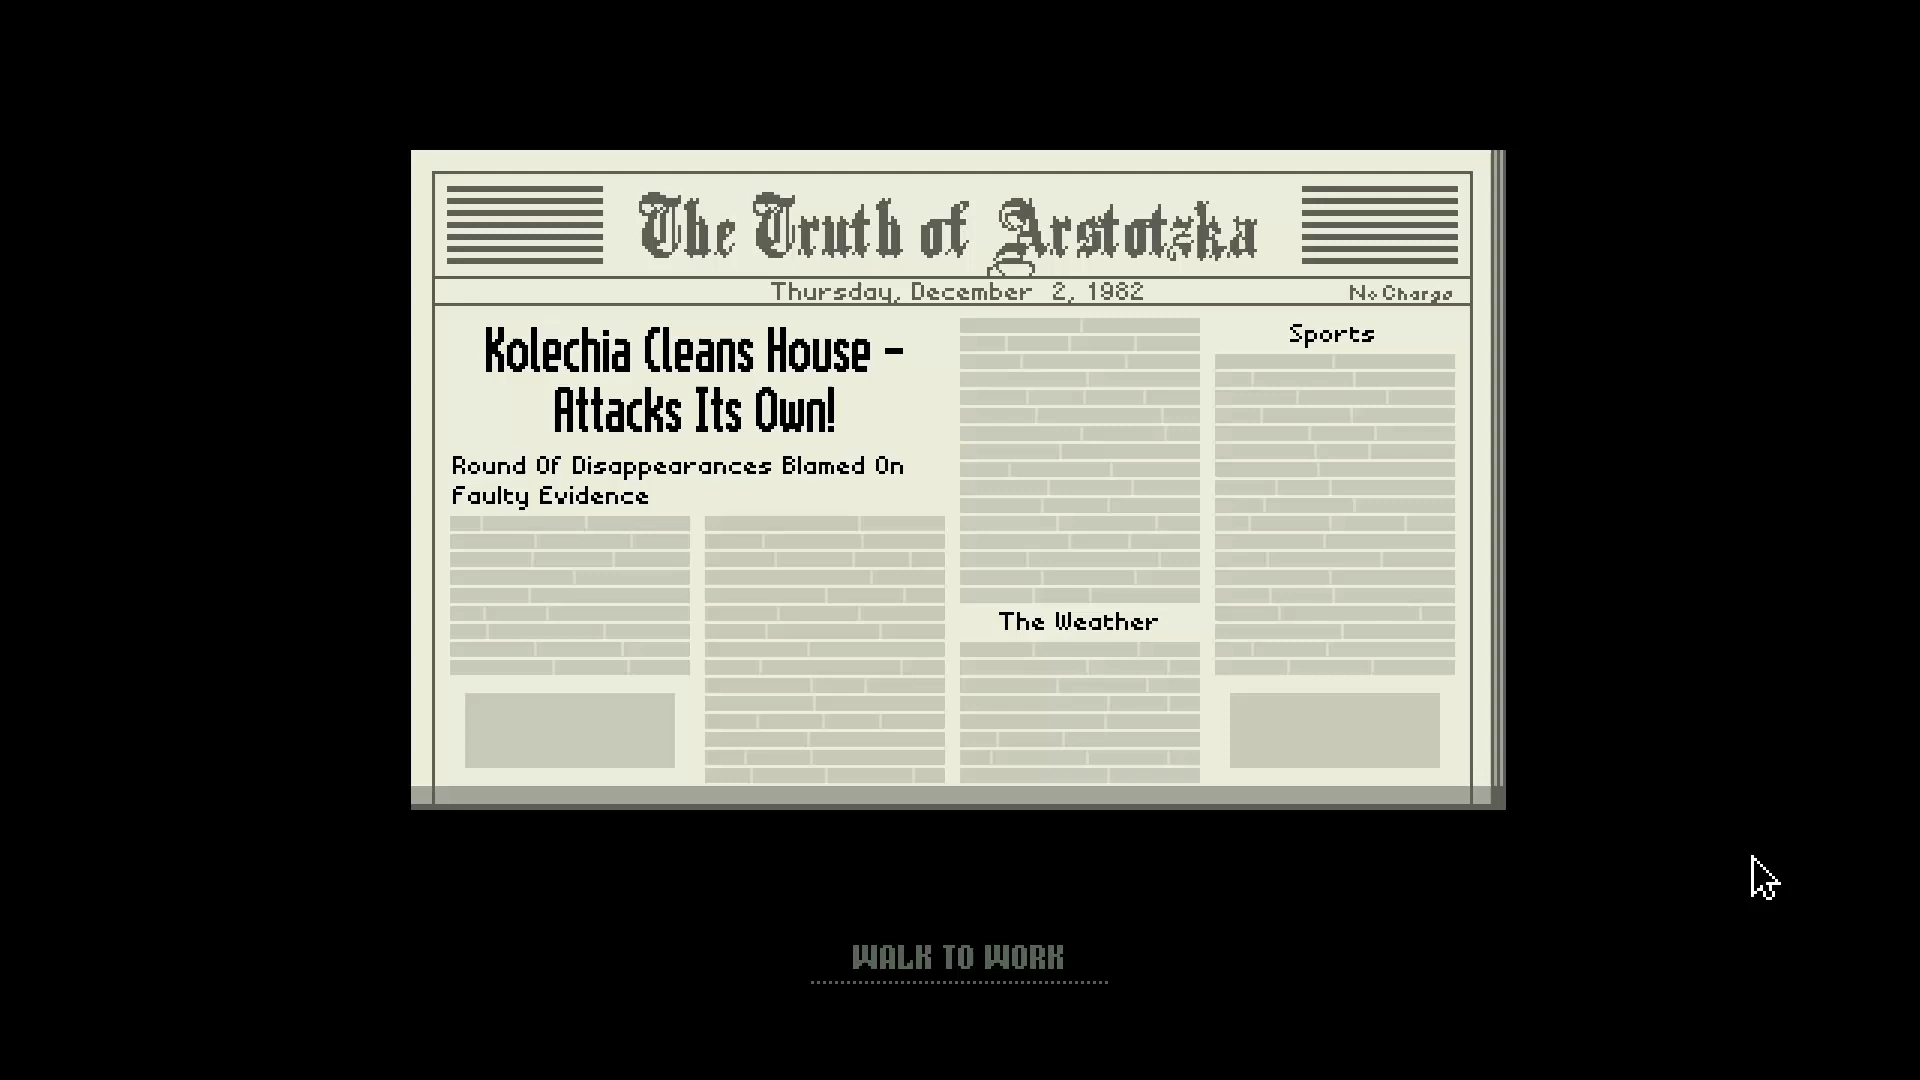 The Truth of Arstotzka
Thursday, December 2, 1982
No Charge
Kolechia Cleans House –
Attacks Its Own!
Round Of Disappearances Blamed On
Faulty Evidence
The Weather
Sports
WALK TO WORK